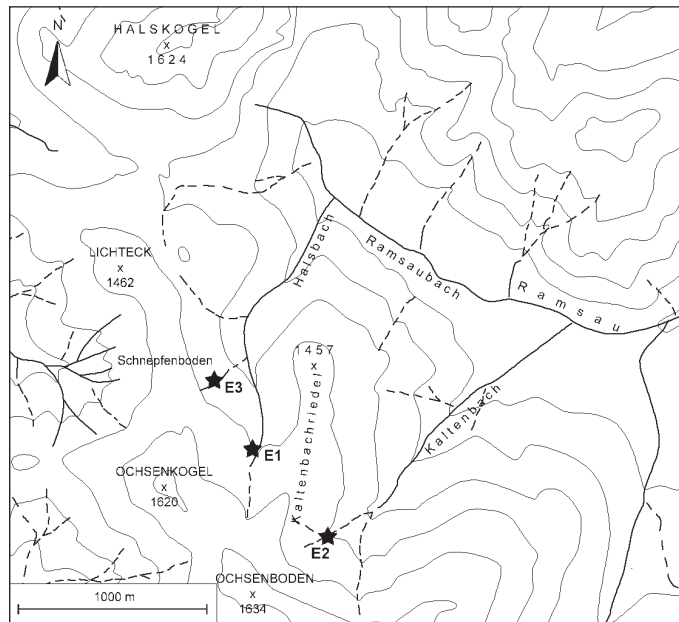 N
HALSKOGEL
x
1624
LICHTECK
x
1462
Halsbach
Ramsaubach
Ramsau
Schnepfenboden
E3
1457
x
Kaltenbachriedel
Kaltenbach
E1
OCHSENKOGEL
x
1620
E2
OCHSENBODEN
x
1634
1000 m